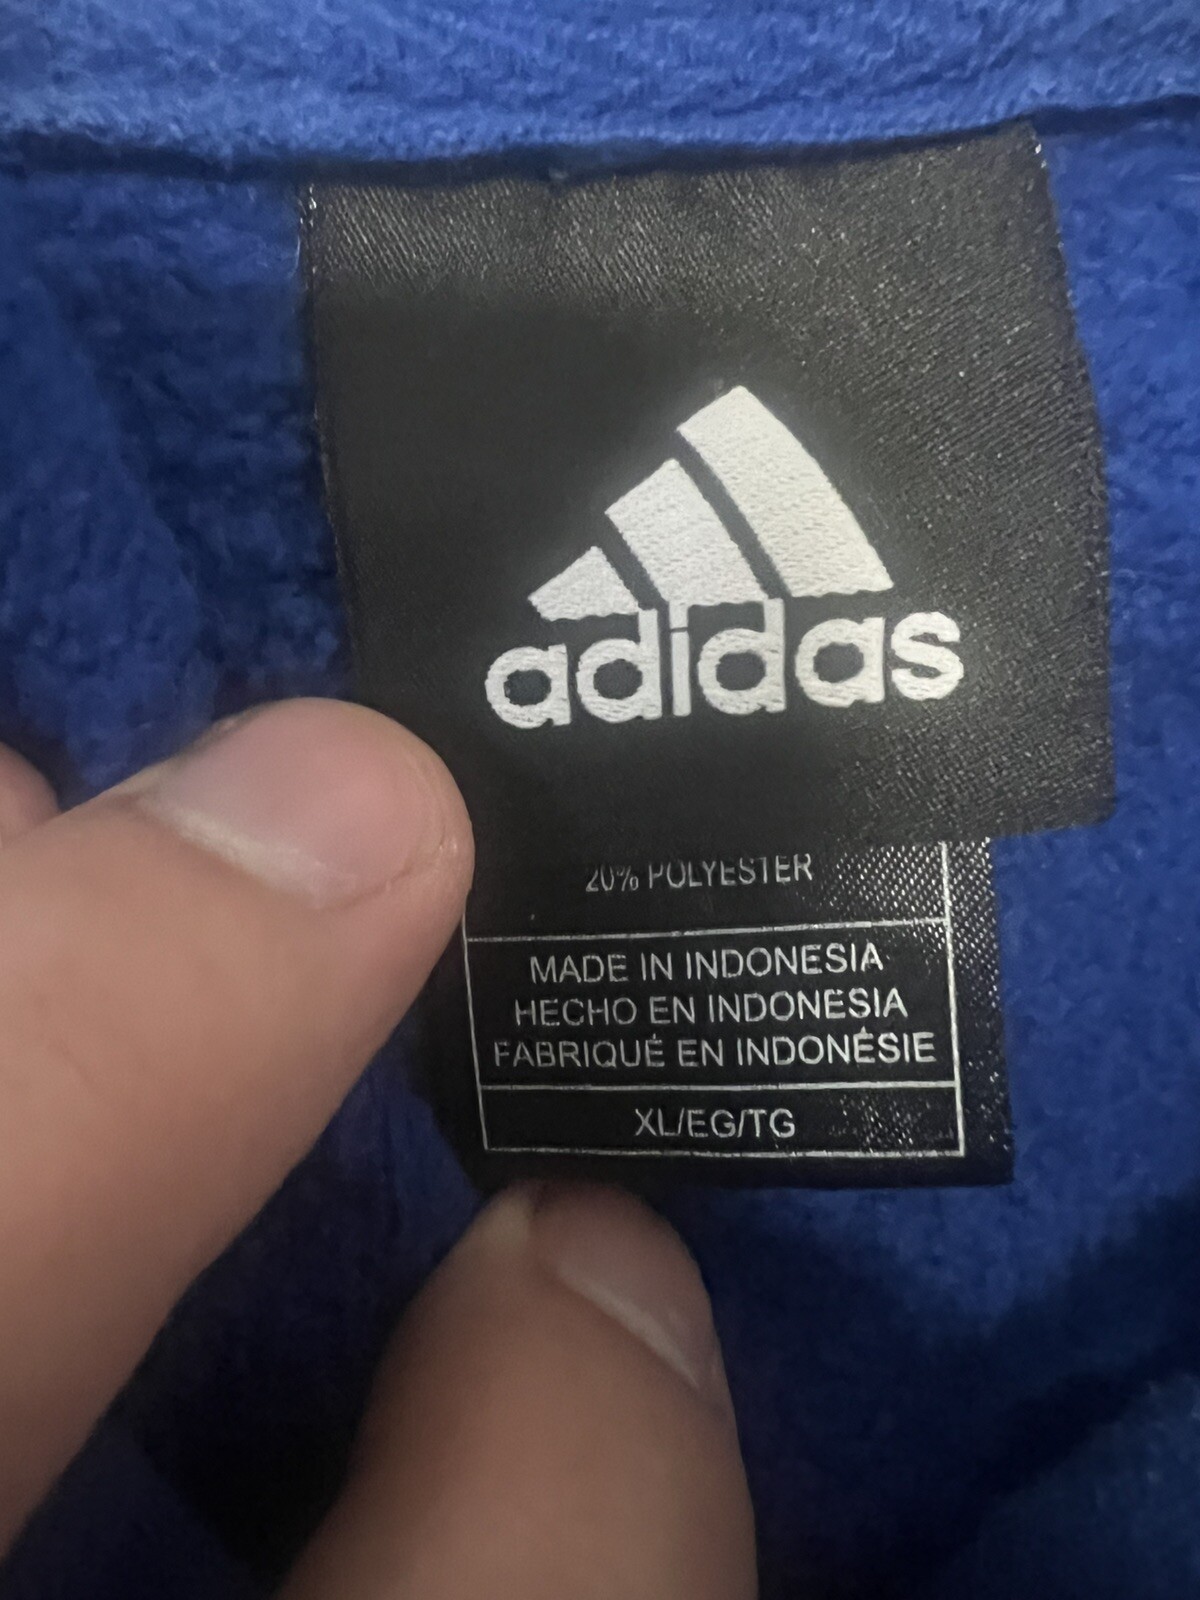 adidas
20% POLYESTER
MADE IN INDONESIA
HECHO EN INDONESIA
FABRIQUÉ EN INDONÉSIE
XL/EG/TG